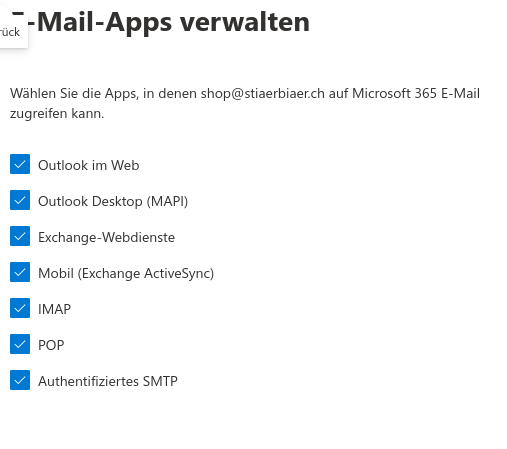 E-Mail-Apps verwalten
rück
Wählen Sie die Apps, in denen shop@stiaerbiaer.ch auf Microsoft 365 E-Mail
zugreifen kann.
Outlook im Web
Outlook Desktop (MAPI)
Exchange-Webdienste
Mobil (Exchange ActiveSync)
IMAP
POP
Authentifiziertes SMTP